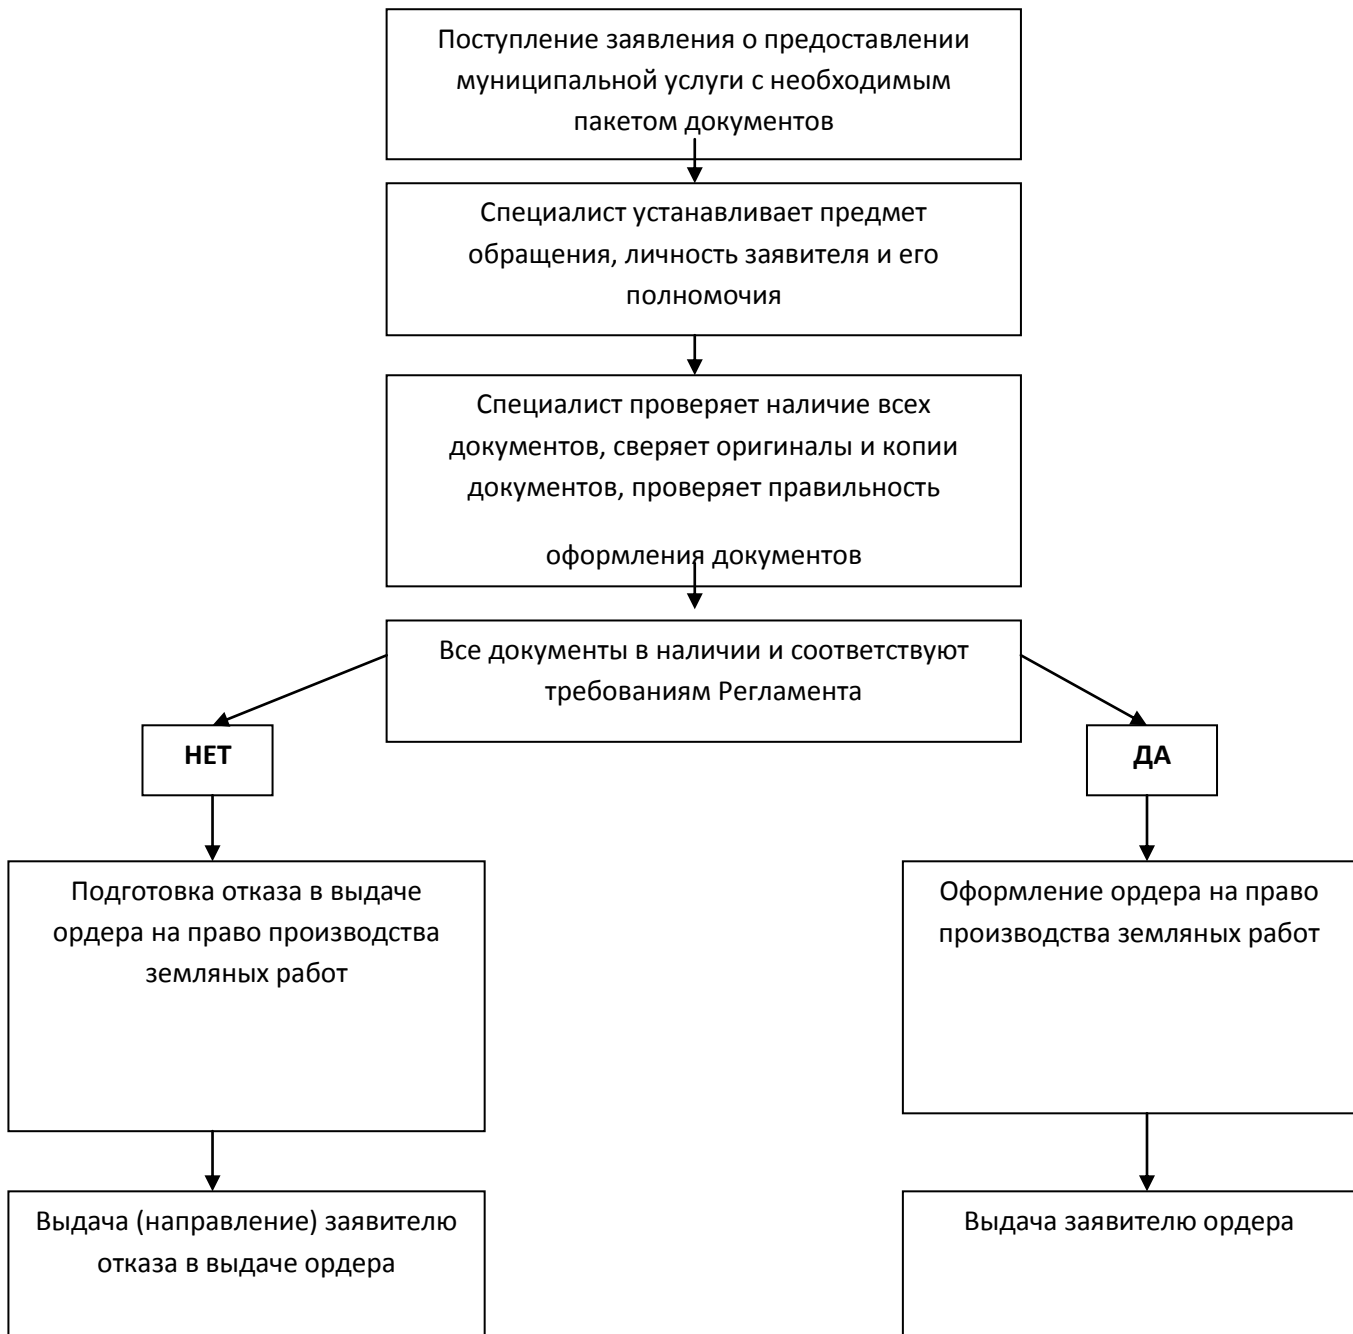 Поступление заявления о предоставлении
муниципальной услуги с необходимым
пакетом документов
Специалист устанавливает предмет
обращения, личность заявителя и его
полномочия
Специалист проверяет наличие всех
документов, сверяет оригиналы и копии
документов, проверяет правильность
оформления документов
Все документы в наличии и соответствуют
требованиям Регламента
НЕТ
ДА
Подготовка отказа в выдаче
ордера на право производства
земляных работ
Оформление ордера на право
производства земляных работ
Выдача (направление) заявителю
отказа в выдаче ордера
Выдача заявителю ордера